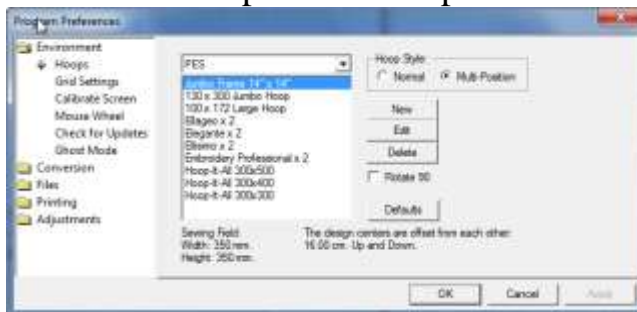 Program Preferences
Environment
Hoops
Grid Settings
Calibrate Screen
Mouse Wheel
Check for Updates
Ghost Mode
Conversion
Files
Printing
Adjustments
PES
Jumbo Frame 14" x 14"
130 x 300 Jumbo Hoop
100 x 172 Large Hoop
Ellageo x 2
Elegante x 2
Ellisimo x 2
Embroidery Professional x 2
Hoop-It-All 300x500
Hoop-It-All 300x400
Hoop-It-All 300x300
Hoop Style
Normal Multi-Position
New
Edit
Delete
Rotate 90
Defaults
Sewing Field
Width: 350 mm.
Height: 350 mm.
The design centers are offset from each other:
16.00 cm. Up and Down.
OK Cancel Apply